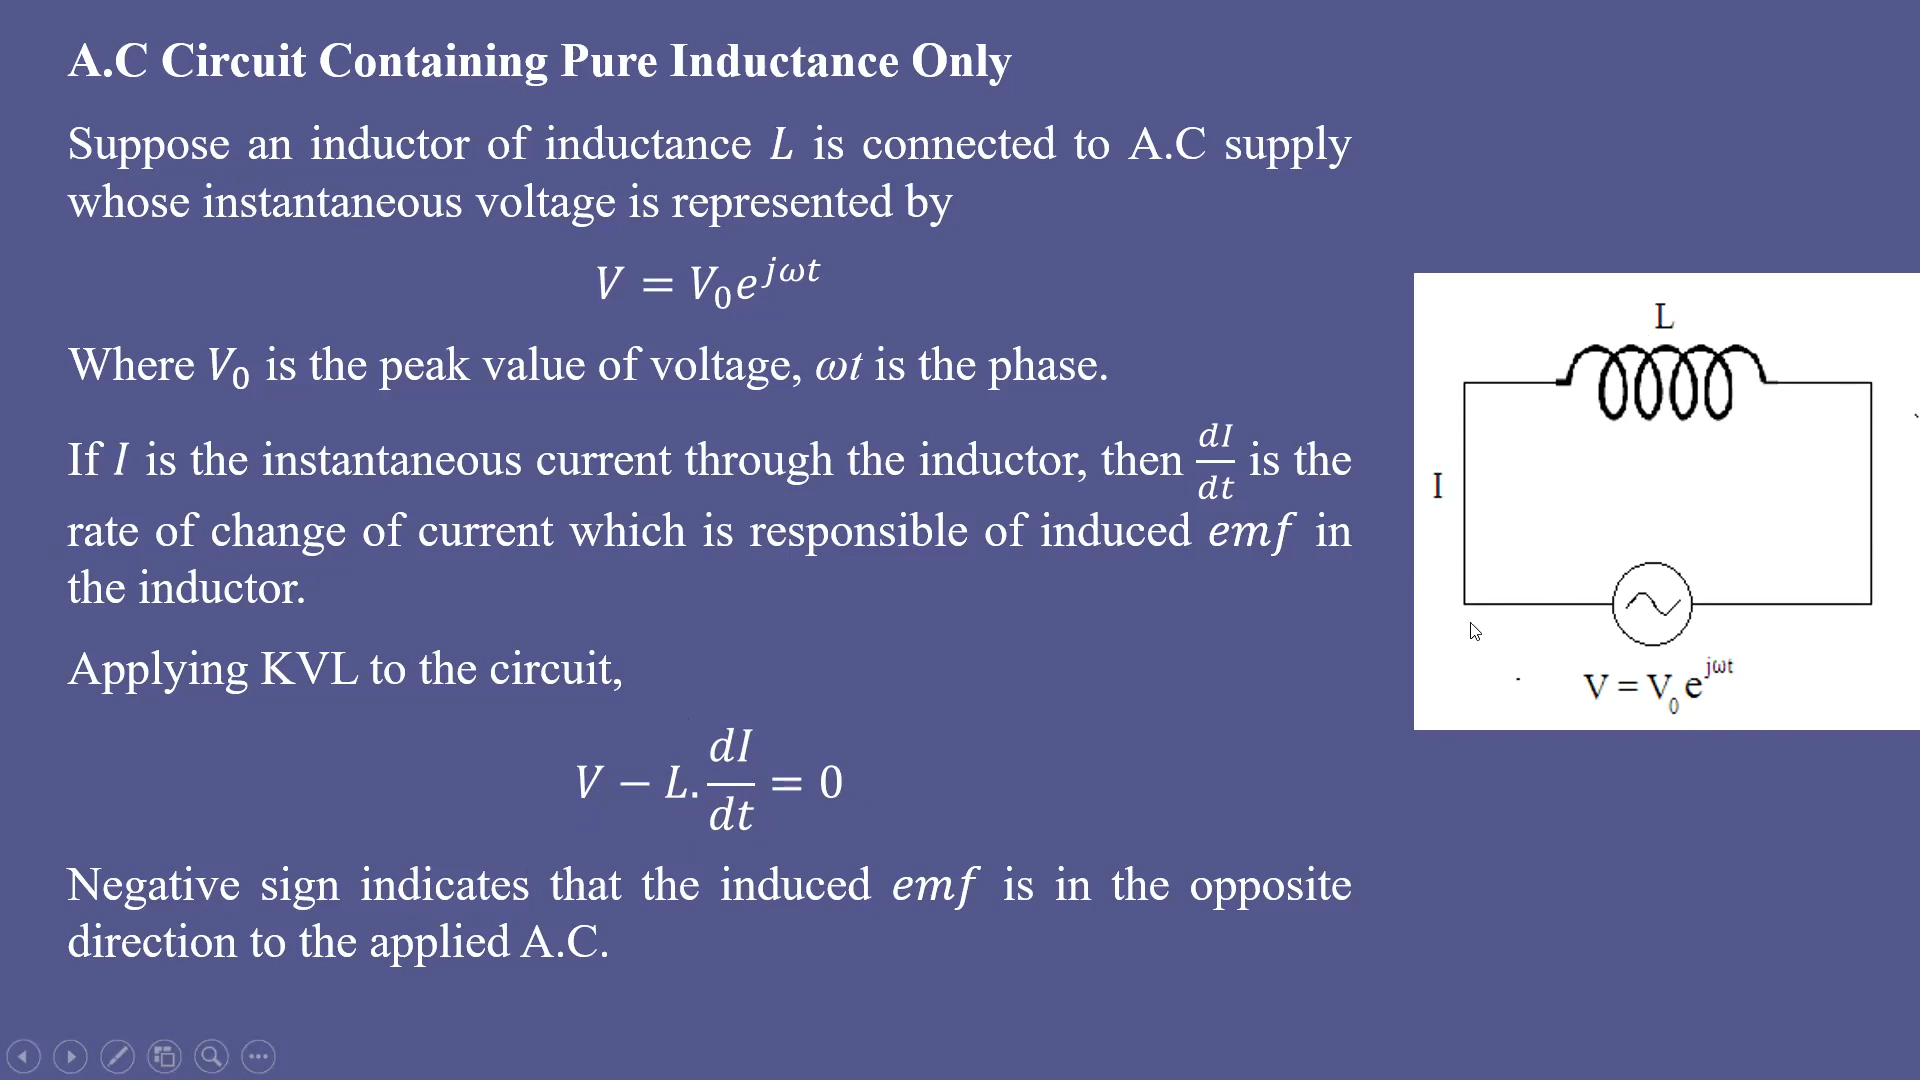 A.C Circuit Containing Pure Inductance Only
Suppose an inductor of inductance L is connected to A.C supply
whose instantaneous voltage is represented by
V = V₀e^{jωt}
Where V₀ is the peak value of voltage, ωt is the phase.
If I is the instantaneous current through the inductor, then dI/dt is the
rate of change of current which is responsible of induced emf in
the inductor.
Applying KVL to the circuit,
V − L. dI/dt = 0
Negative sign indicates that the induced emf is in the opposite
direction to the applied A.C.
L
I
V = V₀ e^{jωt}